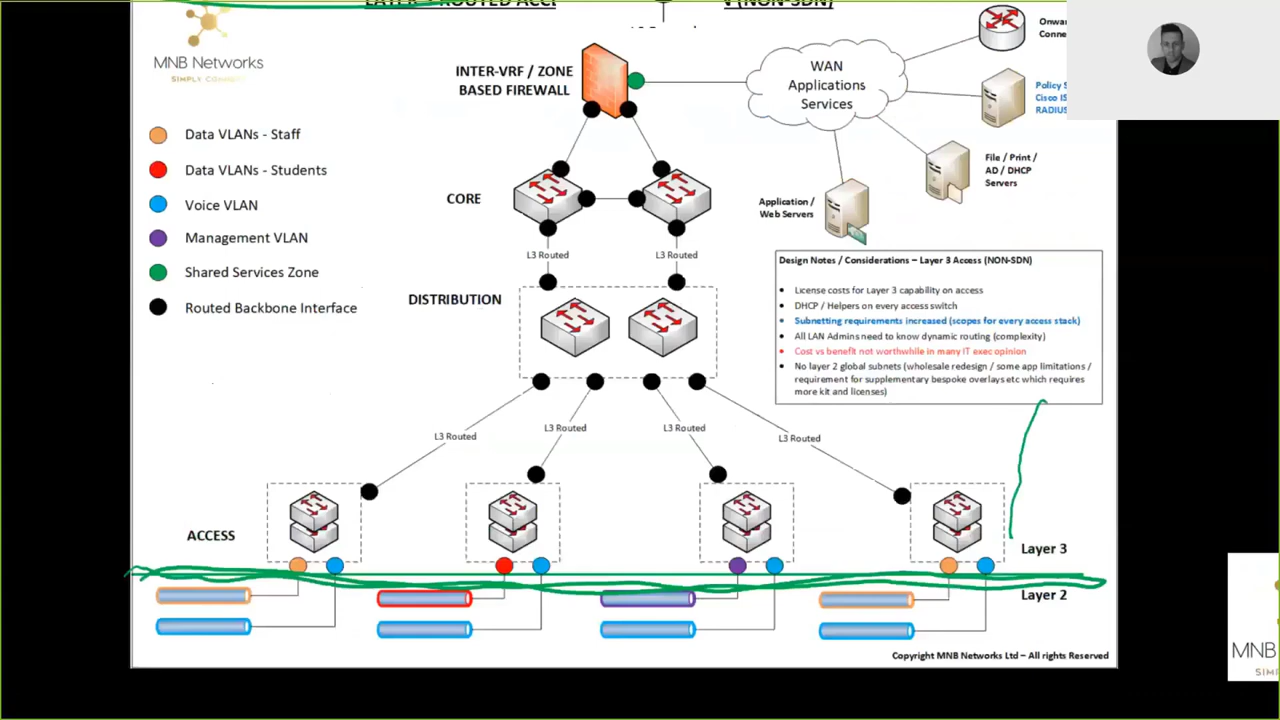 V (NON-SDN)
MNB Networks
SIMPLY
INTER-VRF / ZONE
BASED FIREWALL
WAN
Applications
Services
Policy
RADIUS
File / Print /
AD / DHCP
Servers
Application /
Web Servers
Data VLANs - Staff
Data VLANs - Students
Voice VLAN
Management VLAN
Shared Services Zone
Routed Backbone Interface
CORE
L3 Routed
L3 Routed
DISTRIBUTION
Design Notes / Considerations – Layer 3 Access (NON-SDN)
• License costs for Layer 3 capability on access
• DHCP / Helpers on every access switch
• Subnetting requirements increased (scopes for every access stack)
• All LAN Admins need to know dynamic routing (complexity)
• Cost vs benefit not worthwhile in many IT exec opinion
• No layer 2 global subnets (wholesale redesign / some app limitations /
requirement for supplementary bespoke overlays etc which requires
more kit and licenses)
L3 Routed
L3 Routed
L3 Routed
L3 Routed
ACCESS
Layer 3
Layer 2
Copyright MNB Networks Ltd – All rights Reserved
MNB